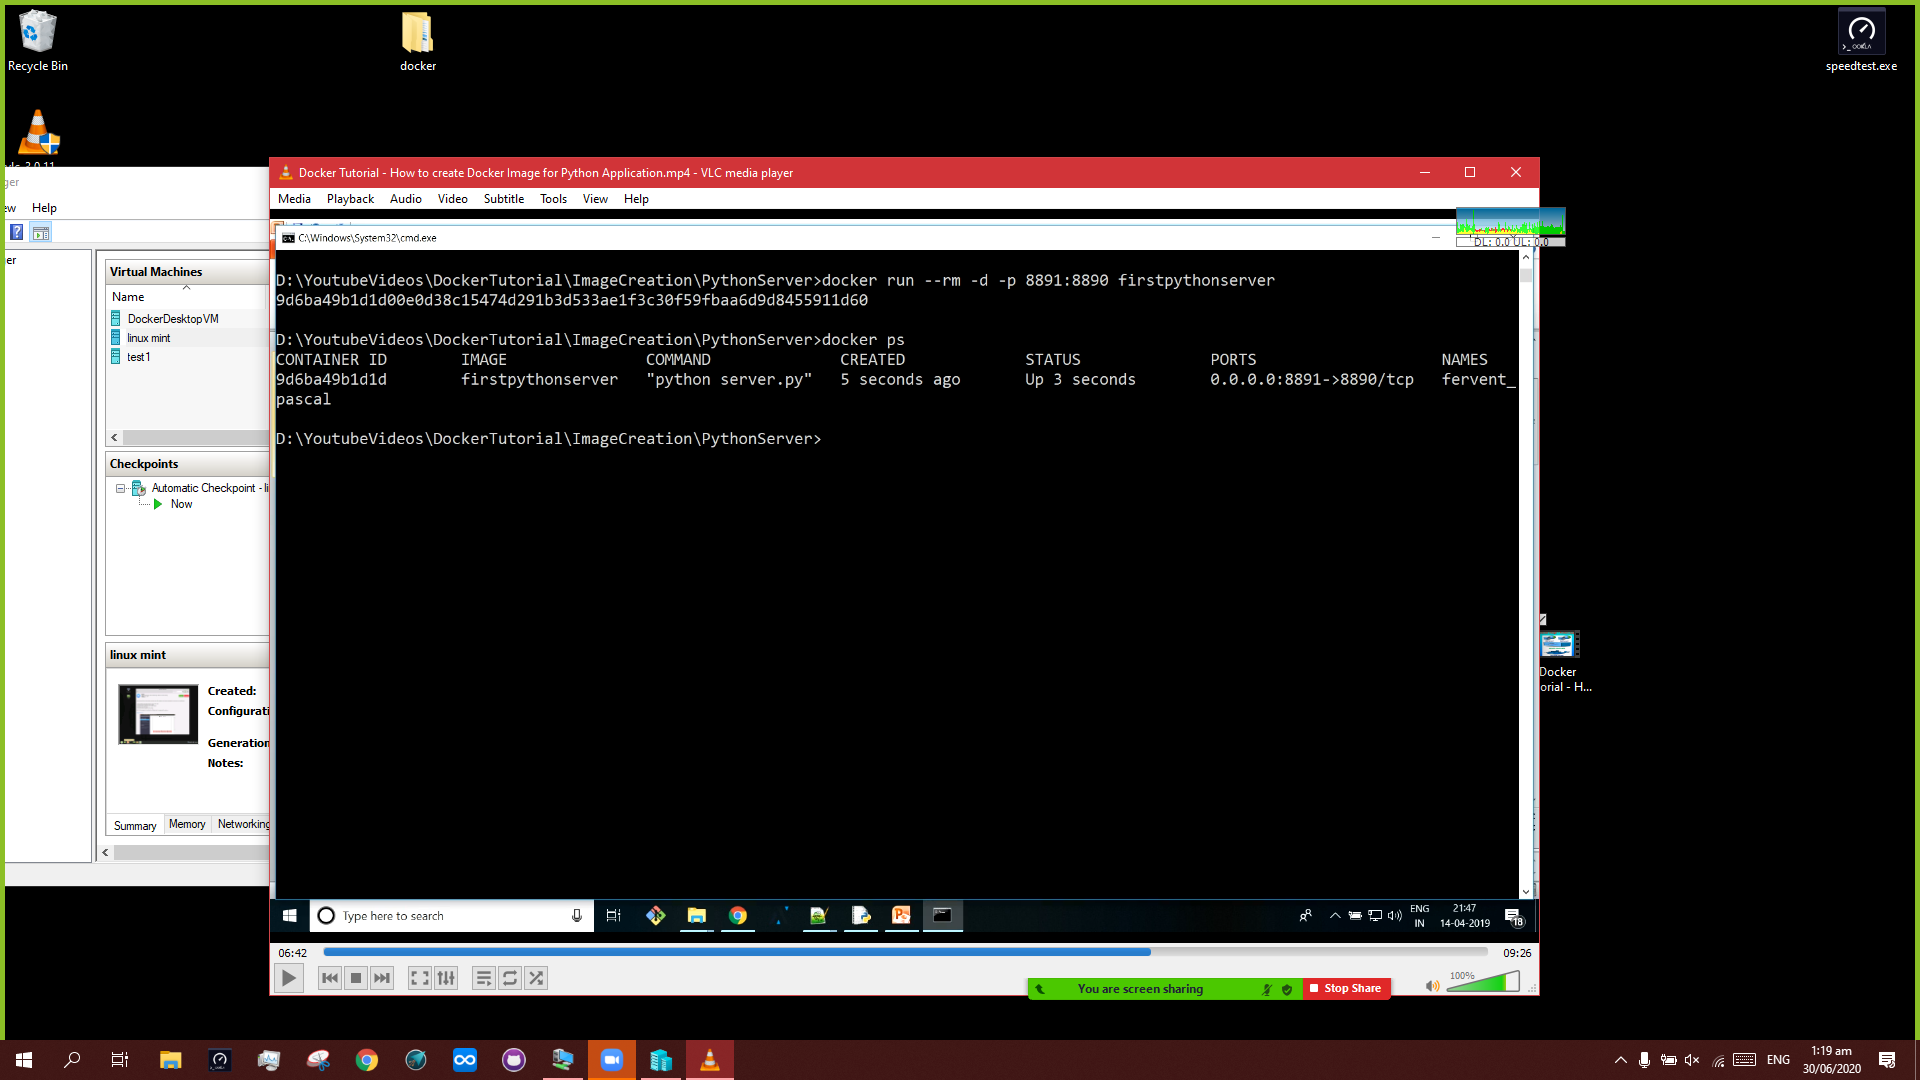 Recycle Bin
docker
speedtest.exe
Docker Tutorial - How to create Docker Image for Python Application.mp4 - VLC media player
Media Playback Audio Video Subtitle Tools View Help
ger
ew Help
er
C:\Windows\System32\cmd.exe
DL: 0.0 UL: 0.0
D:\YoutubeVideos\DockerTutorial\ImageCreation\PythonServer>docker run --rm -d -p 8891:8890 firstpythonserver
9d6ba49b1d1d00e0d38c15474d291b3d533ae1f3c30f59fbaa6d9d8455911d60
D:\YoutubeVideos\DockerTutorial\ImageCreation\PythonServer>docker ps
CONTAINER ID IMAGE COMMAND CREATED STATUS PORTS NAMES
9d6ba49b1d1d firstpythonserver "python server.py" 5 seconds ago Up 3 seconds 0.0.0.0:8891->8890/tcp fervent_
pascal
D:\YoutubeVideos\DockerTutorial\ImageCreation\PythonServer>
Virtual Machines
Name
DockerDesktopVM
linux mint
test1
Checkpoints
Automatic Checkpoint - li
Now
linux mint
Created:
Configurati
Generation
Notes:
Summary Memory Networking
Docker
orial - H...
Type here to search
ENG
IN
21:47
14-04-2019
18
06:42
09:26
You are screen sharing
Stop Share
100%
ENG
1:19 am
30/06/2020